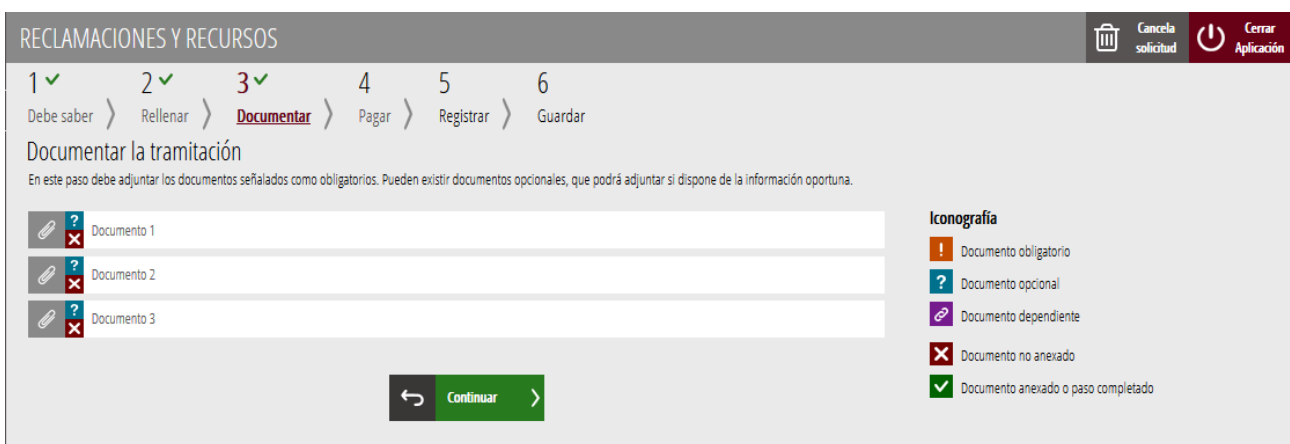 RECLAMACIONES Y RECURSOS
Cancela
solicitud
Cerrar
Aplicación
1 2 3 4 5 6
Debe saber Rellenar Documentar Pagar Registrar Guardar
Documentar la tramitación
En este paso debe adjuntar los documentos señalados como obligatorios. Pueden existir documentos opcionales, que podrá adjuntar si dispone de la información oportuna.
? Documento 1
? Documento 2
? Documento 3
Continuar
Iconografía
! Documento obligatorio
? Documento opcional
Documento dependiente
Documento no anexado
Documento anexado o paso completado